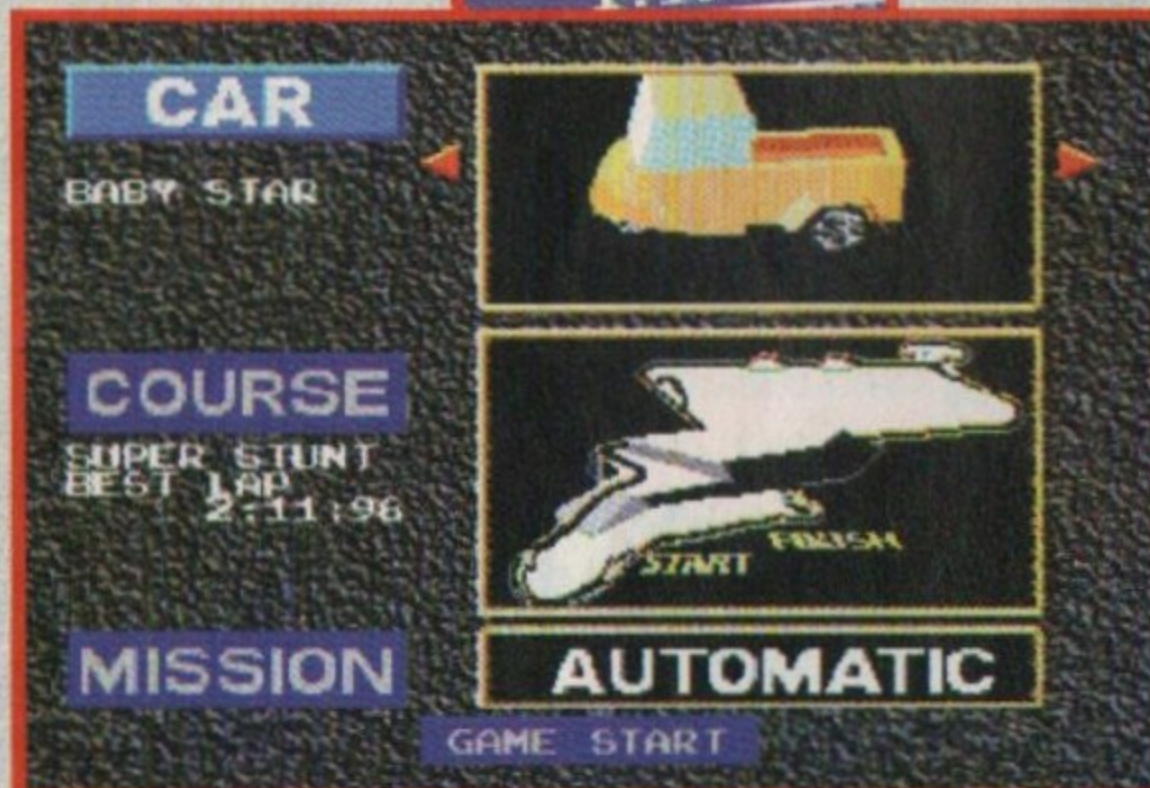 CAR
BABY STAR
COURSE
SUPER STUNT
BEST LAP
2:11:96
START
FINISH
MISSION
AUTOMATIC
GAME START